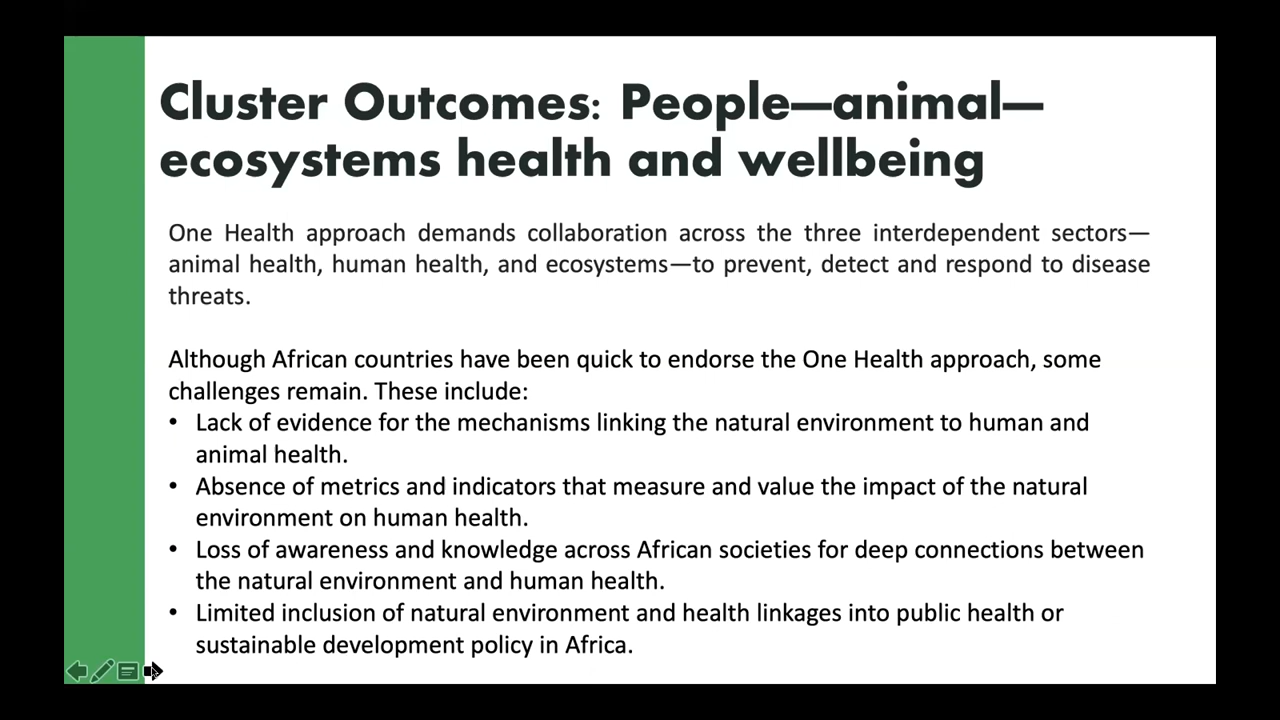 Cluster Outcomes: People—animal—
ecosystems health and wellbeing
One Health approach demands collaboration across the three interdependent sectors—
animal health, human health, and ecosystems—to prevent, detect and respond to disease
threats.
Although African countries have been quick to endorse the One Health approach, some
challenges remain. These include:
• Lack of evidence for the mechanisms linking the natural environment to human and
animal health.
• Absence of metrics and indicators that measure and value the impact of the natural
environment on human health.
• Loss of awareness and knowledge across African societies for deep connections between
the natural environment and human health.
• Limited inclusion of natural environment and health linkages into public health or
sustainable development policy in Africa.